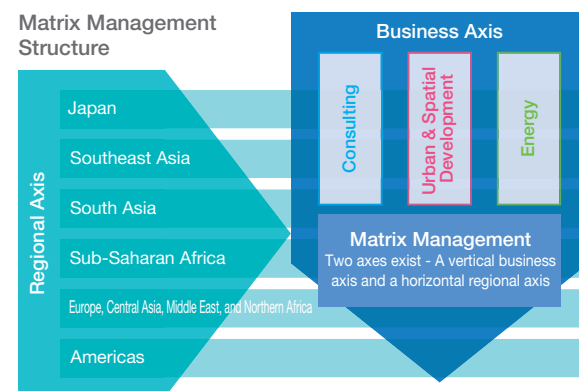 Matrix Management
Structure
Regional Axis
Japan
Southeast Asia
South Asia
Sub-Saharan Africa
Europe, Central Asia, Middle East, and Northern Africa
Americas
Business Axis
Consulting
Urban & Spatial
Development
Energy
Matrix Management
Two axes exist - A vertical business
axis and a horizontal regional axis